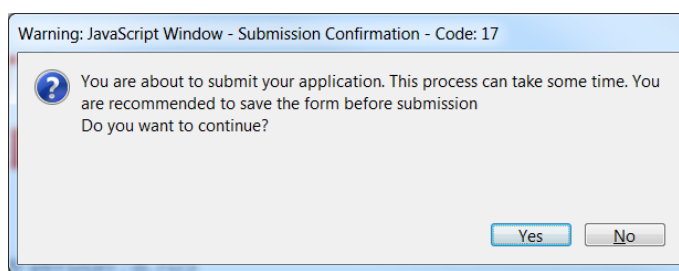 Warning: JavaScript Window - Submission Confirmation - Code: 17
You are about to submit your application. This process can take some time. You
are recommended to save the form before submission
Do you want to continue?
Yes
No